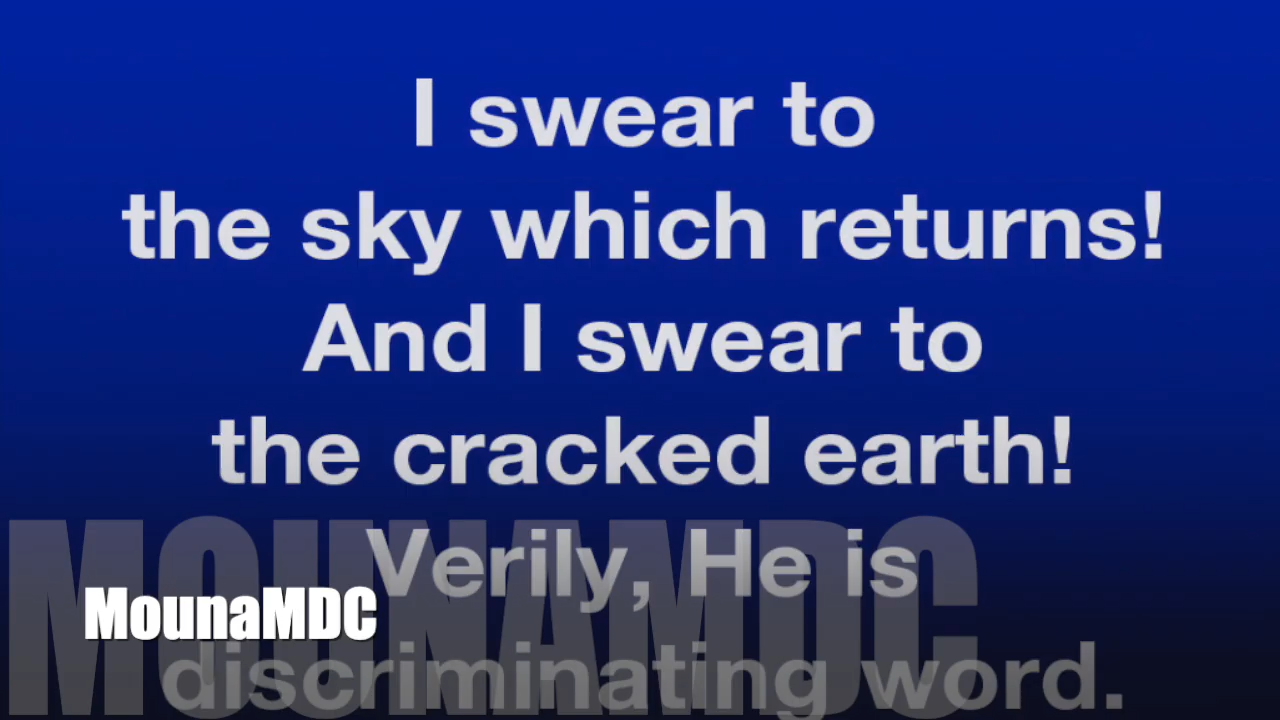 I swear to
the sky which returns!
And I swear to
the cracked earth!
Verily, He is
MOUNAMDC
MounaMDC
discriminating word.